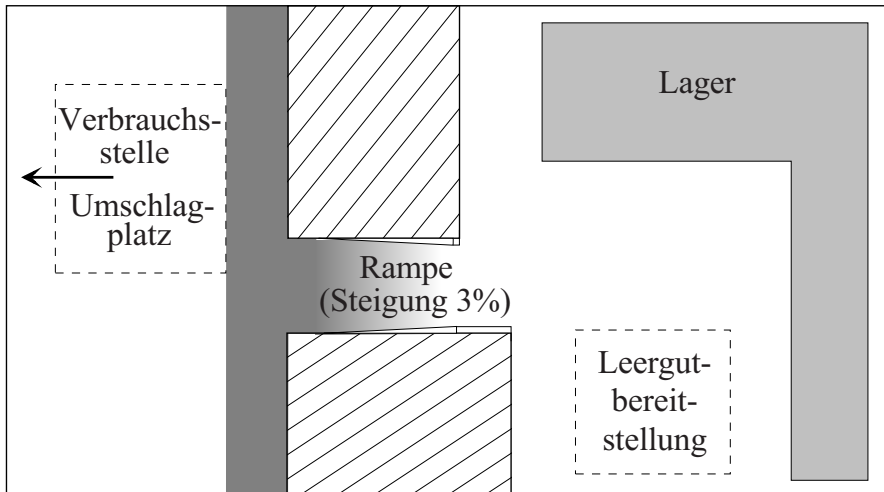 Verbrauchs-
stelle
Umschlag-
platz
Rampe
(Steigung 3%)
Lager
Leergut-
bereit-
stellung